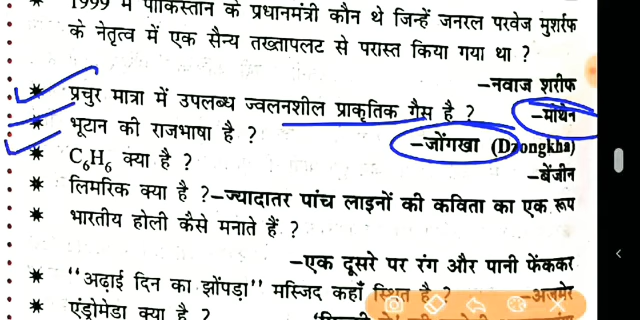 1999 में पाकिस्तान के प्रधानमंत्री कौन थे जिन्हें जनरल परवेज मुशर्रफ
के नेतृत्व में एक सैन्य तख्तापलट से परास्त किया गया था ?
–नवाज शरीफ
* प्रचुर मात्रा में उपलब्ध ज्वलनशील प्राकृतिक गैस है ? –मीथेन
* भूटान की राजभाषा है ? –जोंगखा (Dzongkha)
* C₆H₆ क्या है ? –बेंजीन
* लिमरिक क्या है ? –ज्यादातर पांच लाइनों की कविता का एक रूप
* भारतीय होली कैसे मनाते हैं ?
–एक दूसरे पर रंग और पानी फेंककर
* "अढ़ाई दिन का झोंपड़ा" मस्जिद कहाँ स्थित है ? –अजमेर
* एंड्रोमेडा क्या है ?